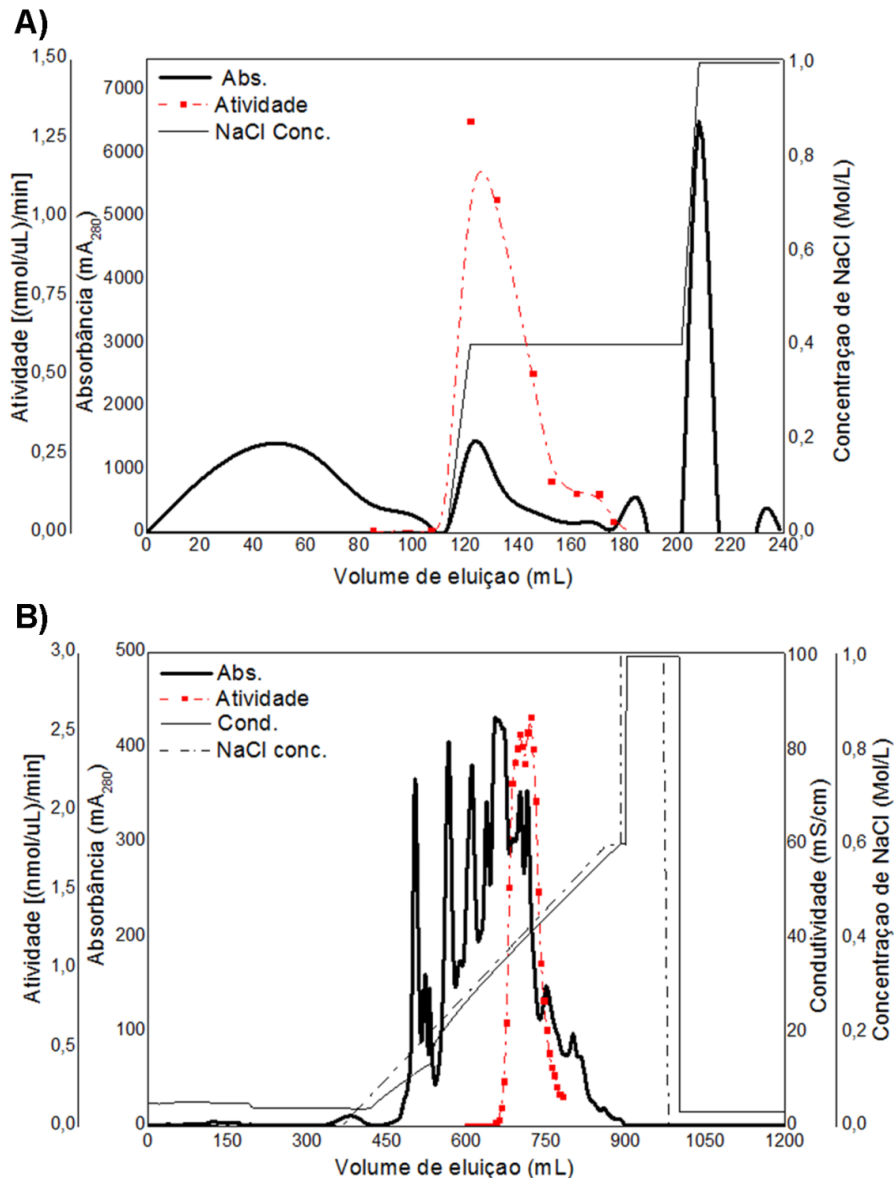 A)
Atividade [(nmol/uL)/min]
1,50
1,25
1,00
0,75
0,50
0,25
0,00
Absorbância (mA280)
7000
6000
5000
4000
3000
2000
1000
0
Abs.
Atividade
NaCl Conc.
1,0
0,8
0,6
0,4
0,2
0,0
Concentraçao de NaCl (Mol/L)
0 20 40 60 80 100 120 140 160 180 200 220 240
Volume de eluiçao (mL)
B)
Atividade [(nmol/uL)/min]
3,0
2,5
2,0
1,5
1,0
0,5
0,0
Absorbância (mA280)
500
400
300
200
100
0
Abs.
Atividade
Cond.
NaCl conc.
100
80
60
40
20
0
Condutividade (mS/cm)
1,0
0,8
0,6
0,4
0,2
0,0
Concentraçao de NaCl (Mol/L)
0 150 300 450 600 750 900 1050 1200
Volume de eluiçao (mL)